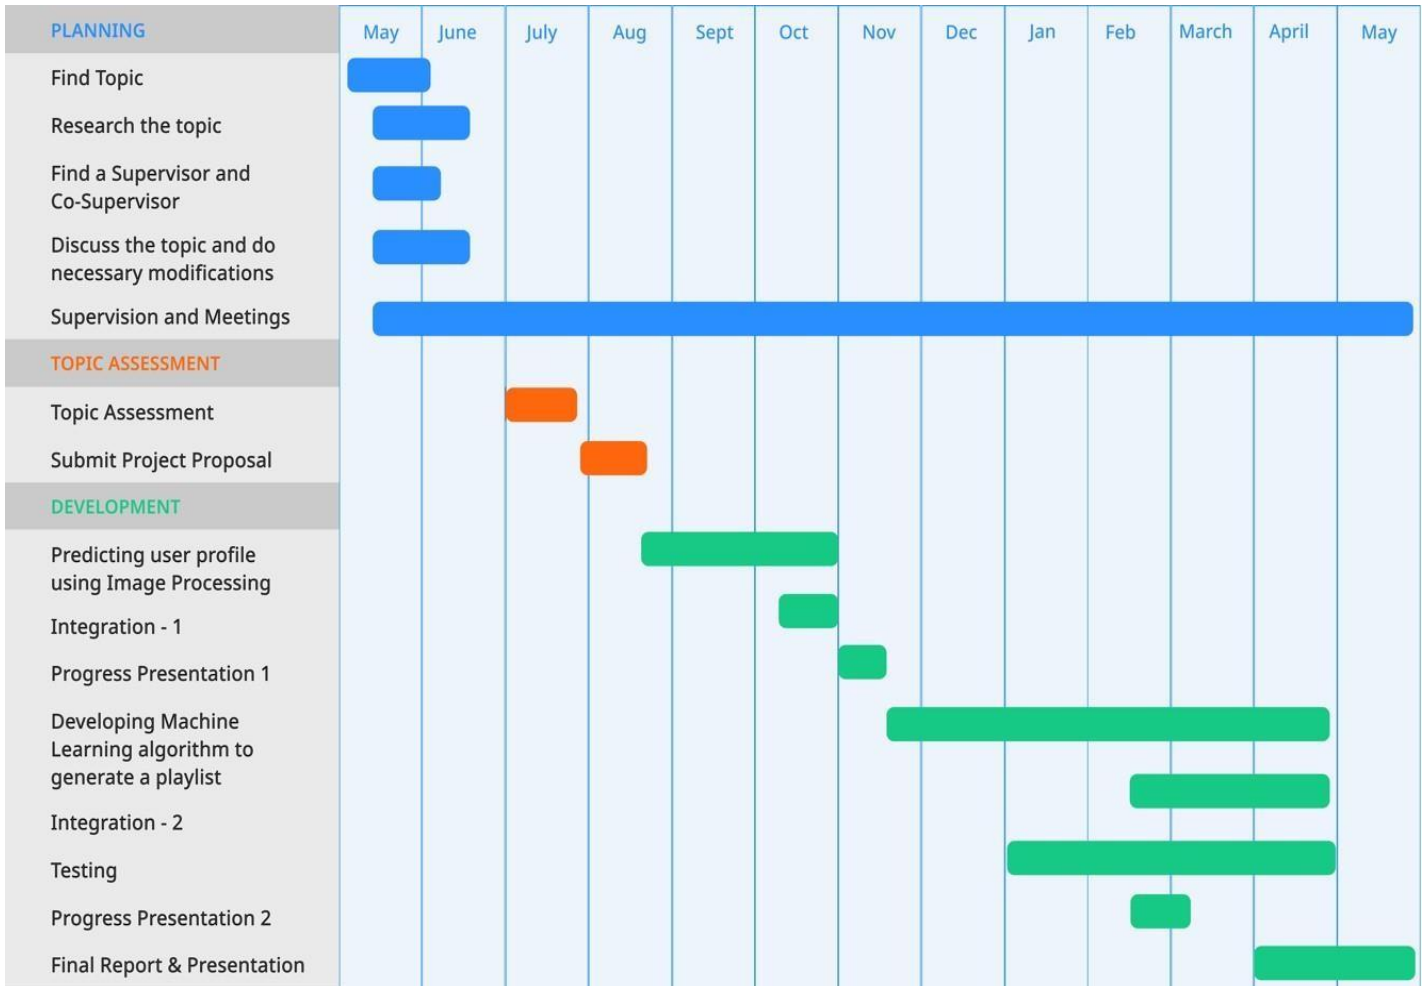 PLANNING
May June July Aug Sept Oct Nov Dec Jan Feb March April May
Find Topic
Research the topic
Find a Supervisor and
Co-Supervisor
Discuss the topic and do
necessary modifications
Supervision and Meetings
TOPIC ASSESSMENT
Topic Assessment
Submit Project Proposal
DEVELOPMENT
Predicting user profile
using Image Processing
Integration - 1
Progress Presentation 1
Developing Machine
Learning algorithm to
generate a playlist
Integration - 2
Testing
Progress Presentation 2
Final Report & Presentation